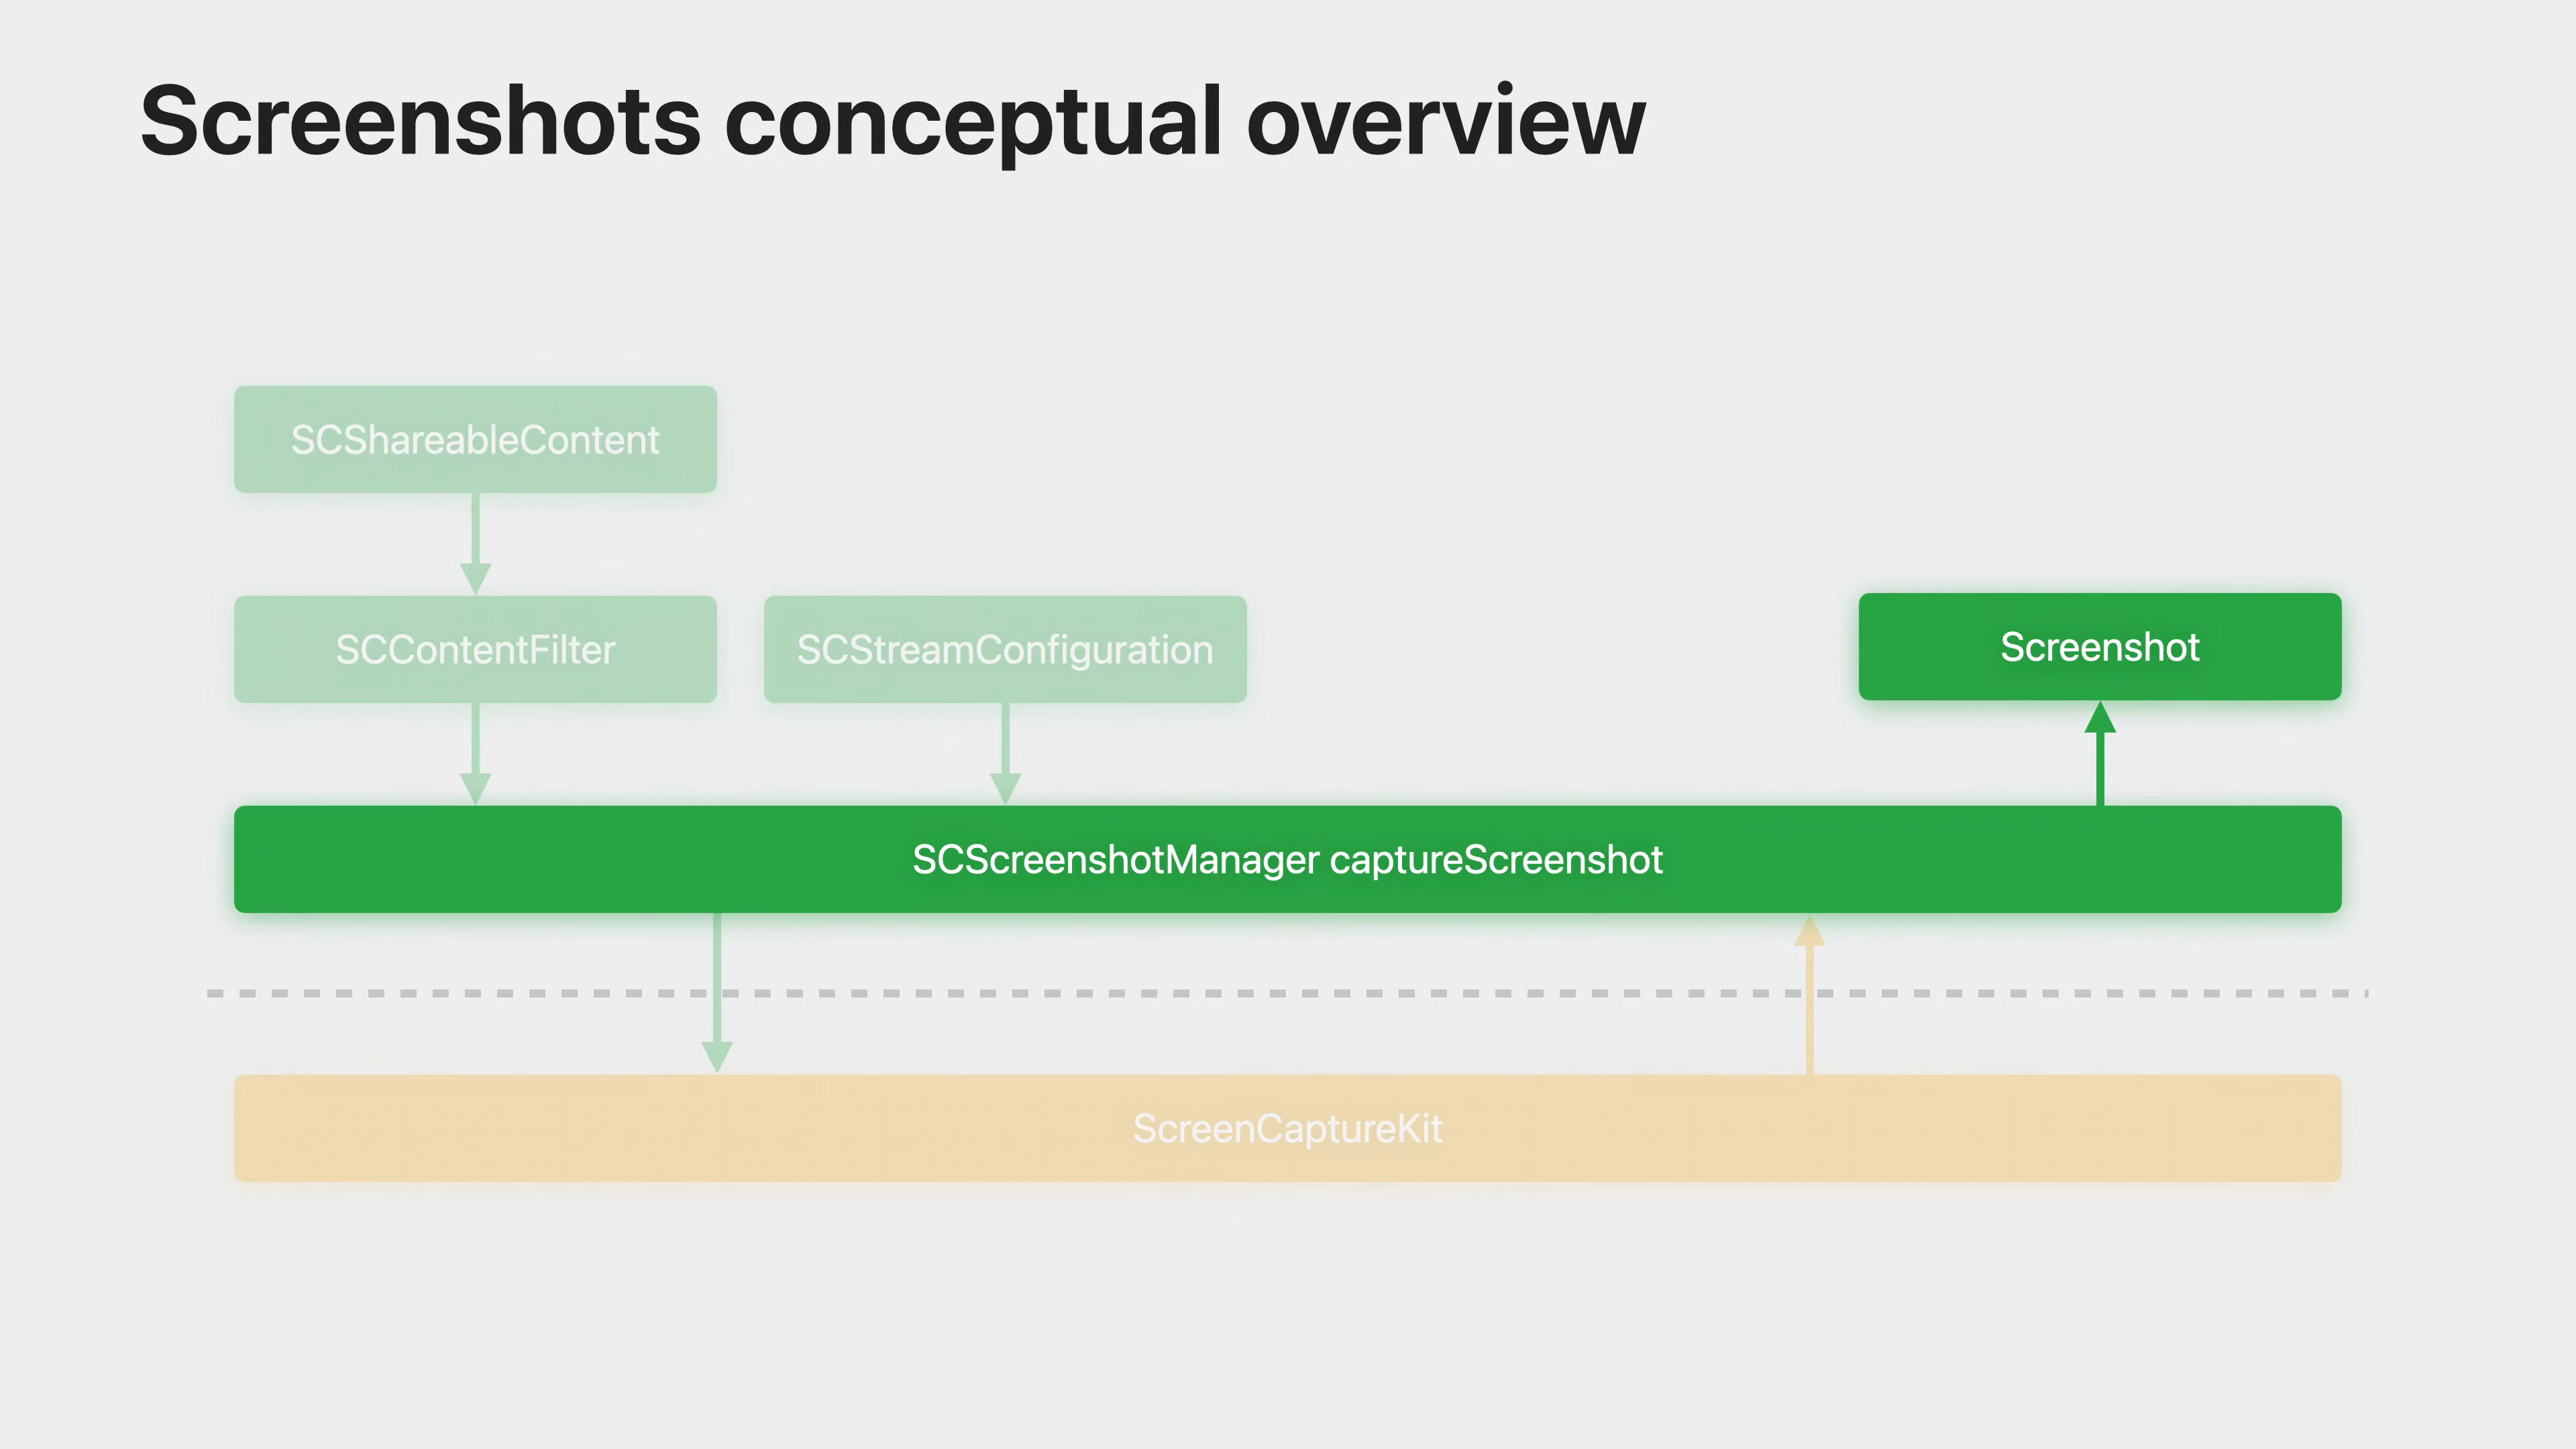 Screenshots conceptual overview
SCShareableContent
SCContentFilter
SCStreamConfiguration
Screenshot
SCScreenshotManager captureScreenshot
ScreenCaptureKit